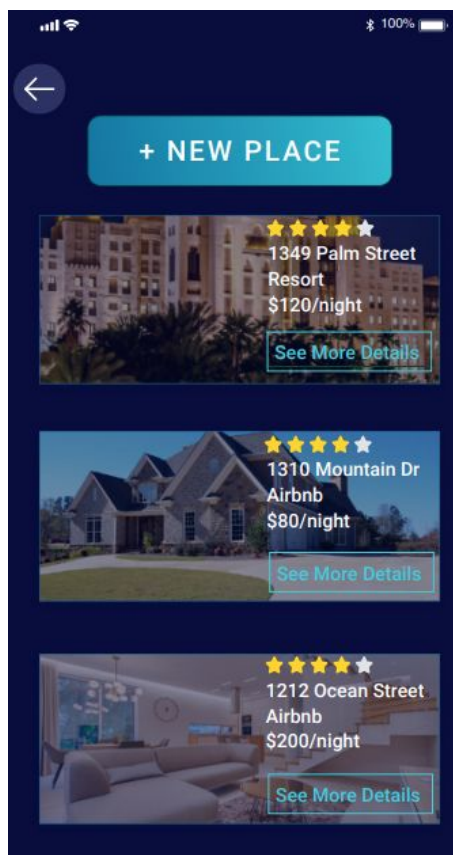 100%
+ NEW PLACE
1349 Palm Street
Resort
$120/night
See More Details
1310 Mountain Dr
Airbnb
$80/night
See More Details
1212 Ocean Street
Airbnb
$200/night
See More Details